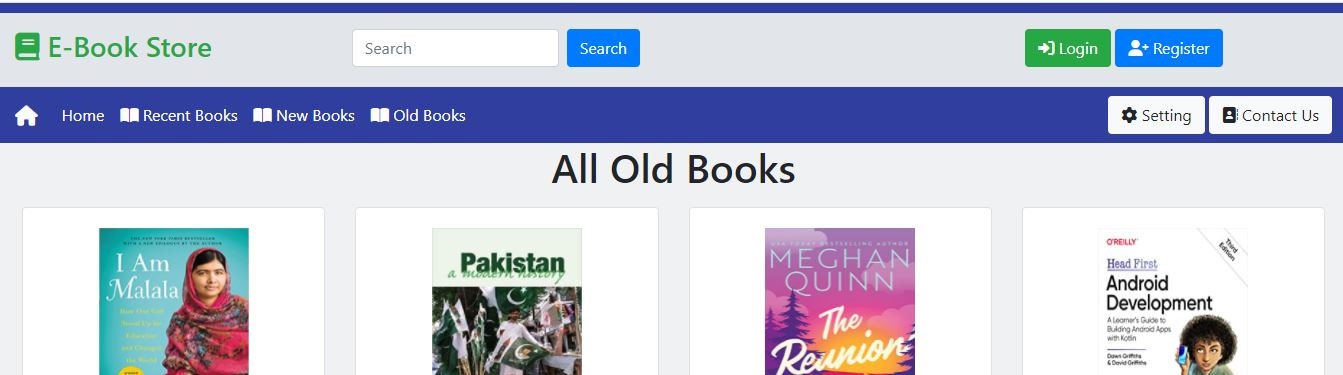 E-Book Store
Search
Search
Login
Register
Home
Recent Books
New Books
Old Books
Setting
Contact Us
All Old Books
THE NEW YORK TIMES BESTSELLER
WITH A NEW EPILOGUE BY THE AUTHOR
I Am
Malala
How One Girl
Stood Up for
Education
and Changed
the World
Pakistan
a modern history
USA TODAY BESTSELLING AUTHOR
MEGHAN
QUINN
The
Reunion
O'REILLY®
Third
Edition
Head First
Android
Development
A Learner's Guide to
Building Android Apps
with Kotlin
Dawn Griffiths
& David Griffiths